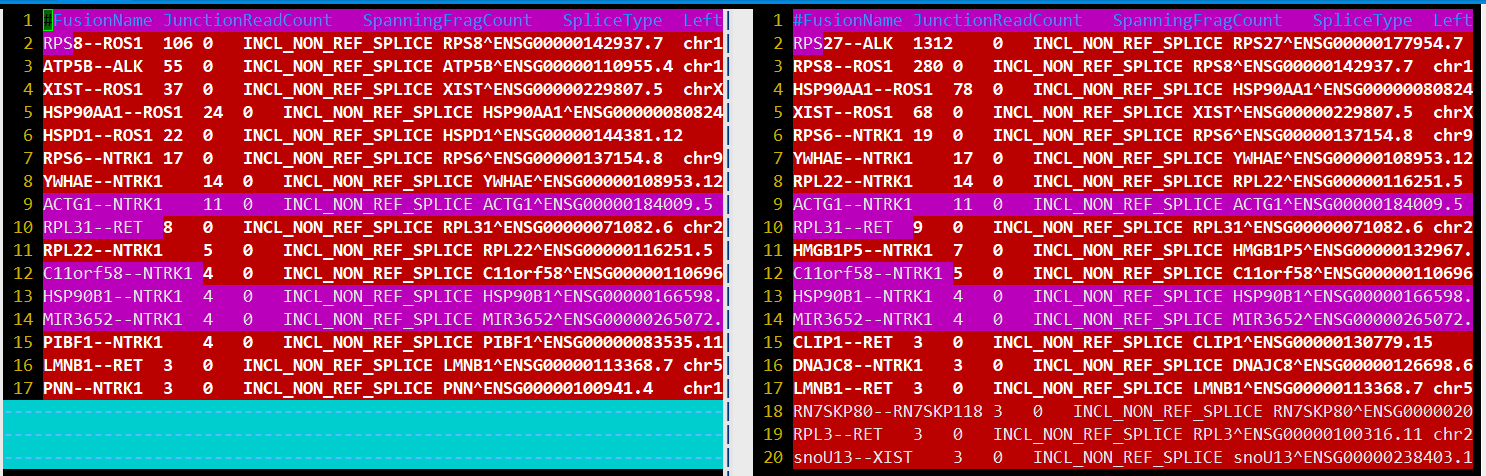 1 #FusionName JunctionReadCount SpanningFragCount SpliceType Left
2 RPS8--ROS1 106 0 INCL_NON_REF_SPLICE RPS8^ENSG00000142937.7 chr1
3 ATP5B--ALK 55 0 INCL_NON_REF_SPLICE ATP5B^ENSG00000110955.4 chr1
4 XIST--ROS1 37 0 INCL_NON_REF_SPLICE XIST^ENSG00000229807.5 chrX
5 HSP90AA1--ROS1 24 0 INCL_NON_REF_SPLICE HSP90AA1^ENSG00000080824
6 HSPD1--ROS1 22 0 INCL_NON_REF_SPLICE HSPD1^ENSG00000144381.12
7 RPS6--NTRK1 17 0 INCL_NON_REF_SPLICE RPS6^ENSG00000137154.8 chr9
8 YWHAE--NTRK1 14 0 INCL_NON_REF_SPLICE YWHAE^ENSG00000108953.12
9 ACTG1--NTRK1 11 0 INCL_NON_REF_SPLICE ACTG1^ENSG00000184009.5
10 RPL31--RET 8 0 INCL_NON_REF_SPLICE RPL31^ENSG00000071082.6 chr2
11 RPL22--NTRK1 5 0 INCL_NON_REF_SPLICE RPL22^ENSG00000116251.5
12 C11orf58--NTRK1 4 0 INCL_NON_REF_SPLICE C11orf58^ENSG00000110696
13 HSP90B1--NTRK1 4 0 INCL_NON_REF_SPLICE HSP90B1^ENSG00000166598.
14 MIR3652--NTRK1 4 0 INCL_NON_REF_SPLICE MIR3652^ENSG00000265072.
15 PIBF1--NTRK1 4 0 INCL_NON_REF_SPLICE PIBF1^ENSG00000083535.11
16 LMNB1--RET 3 0 INCL_NON_REF_SPLICE LMNB1^ENSG00000113368.7 chr5
17 PNN--NTRK1 3 0 INCL_NON_REF_SPLICE PNN^ENSG00000100941.4 chr1
1 #FusionName JunctionReadCount SpanningFragCount SpliceType Left
2 RPS27--ALK 1312 0 INCL_NON_REF_SPLICE RPS27^ENSG00000177954.7
3 RPS8--ROS1 280 0 INCL_NON_REF_SPLICE RPS8^ENSG00000142937.7 chr1
4 HSP90AA1--ROS1 78 0 INCL_NON_REF_SPLICE HSP90AA1^ENSG00000080824
5 XIST--ROS1 68 0 INCL_NON_REF_SPLICE XIST^ENSG00000229807.5 chrX
6 RPS6--NTRK1 19 0 INCL_NON_REF_SPLICE RPS6^ENSG00000137154.8 chr9
7 YWHAE--NTRK1 17 0 INCL_NON_REF_SPLICE YWHAE^ENSG00000108953.12
8 RPL22--NTRK1 14 0 INCL_NON_REF_SPLICE RPL22^ENSG00000116251.5
9 ACTG1--NTRK1 11 0 INCL_NON_REF_SPLICE ACTG1^ENSG00000184009.5
10 RPL31--RET 9 0 INCL_NON_REF_SPLICE RPL31^ENSG00000071082.6 chr2
11 HMGB1P5--NTRK1 7 0 INCL_NON_REF_SPLICE HMGB1P5^ENSG00000132967.
12 C11orf58--NTRK1 5 0 INCL_NON_REF_SPLICE C11orf58^ENSG00000110696
13 HSP90B1--NTRK1 4 0 INCL_NON_REF_SPLICE HSP90B1^ENSG00000166598.
14 MIR3652--NTRK1 4 0 INCL_NON_REF_SPLICE MIR3652^ENSG00000265072.
15 CLIP1--RET 3 0 INCL_NON_REF_SPLICE CLIP1^ENSG00000130779.15
16 DNAJC8--NTRK1 3 0 INCL_NON_REF_SPLICE DNAJC8^ENSG00000126698.6
17 LMNB1--RET 3 0 INCL_NON_REF_SPLICE LMNB1^ENSG00000113368.7 chr5
18 RN7SKP80--RN7SKP118 3 0 INCL_NON_REF_SPLICE RN7SKP80^ENSG0000020
19 RPL3--RET 3 0 INCL_NON_REF_SPLICE RPL3^ENSG00000100316.11 chr2
20 snoU13--XIST 3 0 INCL_NON_REF_SPLICE snoU13^ENSG00000238403.1